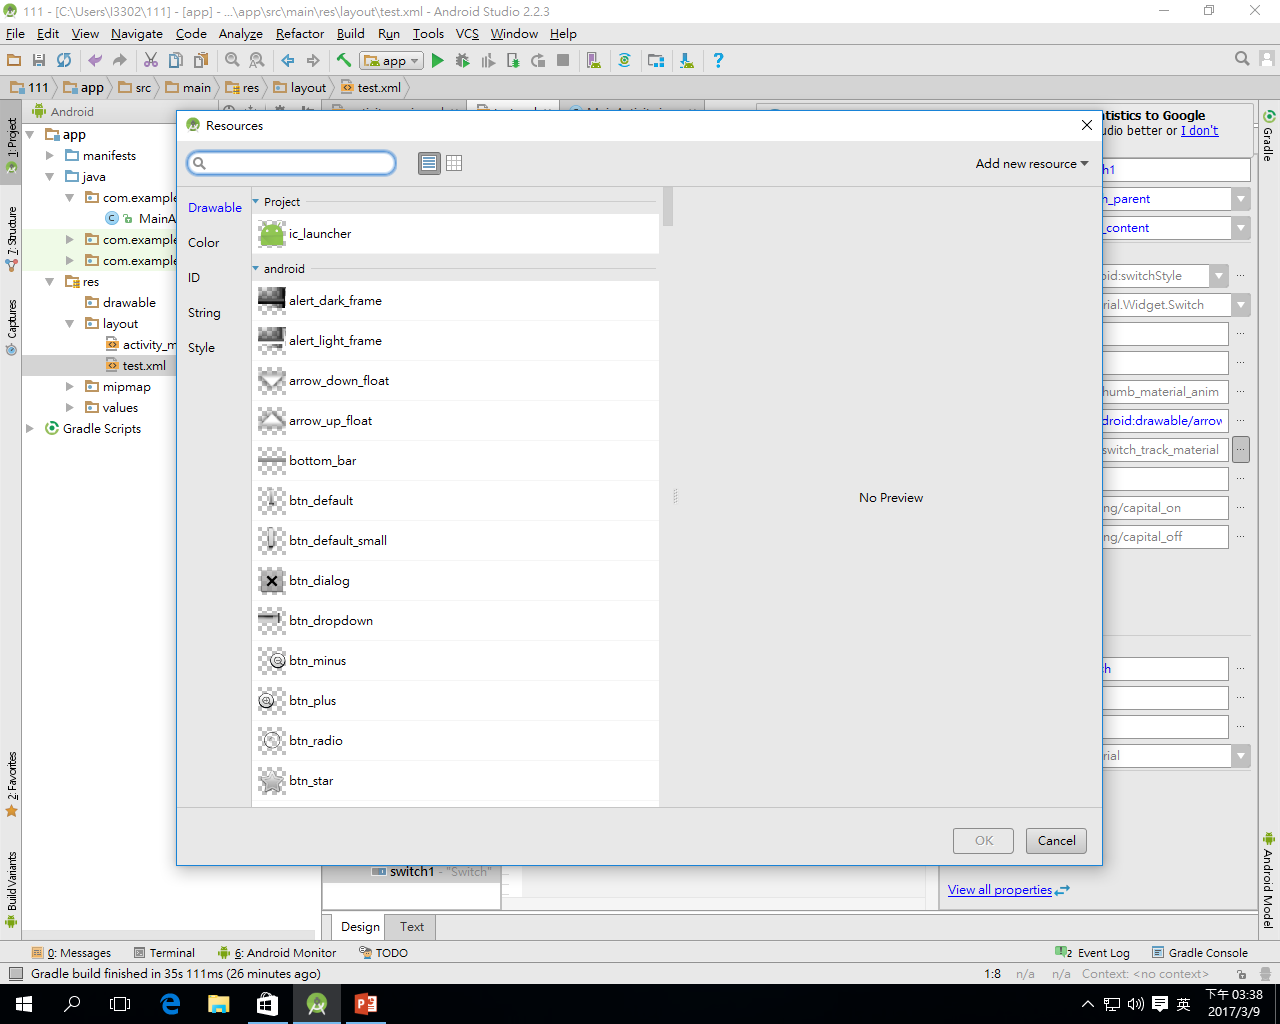 111 - [C:\Users\I3302\111] - [app] - ...\app\src\main\res\layout\test.xml - Android Studio 2.2.3
File Edit View Navigate Code Analyze Refactor Build Run Tools VCS Window Help
app
111 app src main res layout test.xml
Android
1: Project
7: Structure
Captures
2: Favorites
Build Variants
app
manifests
java
com.example
MainA
com.example
com.example
res
drawable
layout
activity_m
test.xml
mipmap
values
Gradle Scripts
Resources
Add new resource
Drawable
Color
ID
String
Style
Project
ic_launcher
android
alert_dark_frame
alert_light_frame
arrow_down_float
arrow_up_float
bottom_bar
btn_default
btn_default_small
btn_dialog
btn_dropdown
btn_minus
btn_plus
btn_radio
btn_star
No Preview
OK Cancel
tistics to Google
udio better or I don't
h1
_parent
_content
oid:switchStyle
rial.Widget.Switch
humb_material_anim
droid:drawable/arrow
switch_track_material
ng/capital_on
ng/capital_off
rial
View all properties
Gradle
Android Model
switch1 - "Switch"
Design Text
0: Messages Terminal 6: Android Monitor TODO
2 Event Log Gradle Console
Gradle build finished in 35s 111ms (26 minutes ago)
1:8 n/a n/a Context: <no context>
英
下午 03:38
2017/3/9